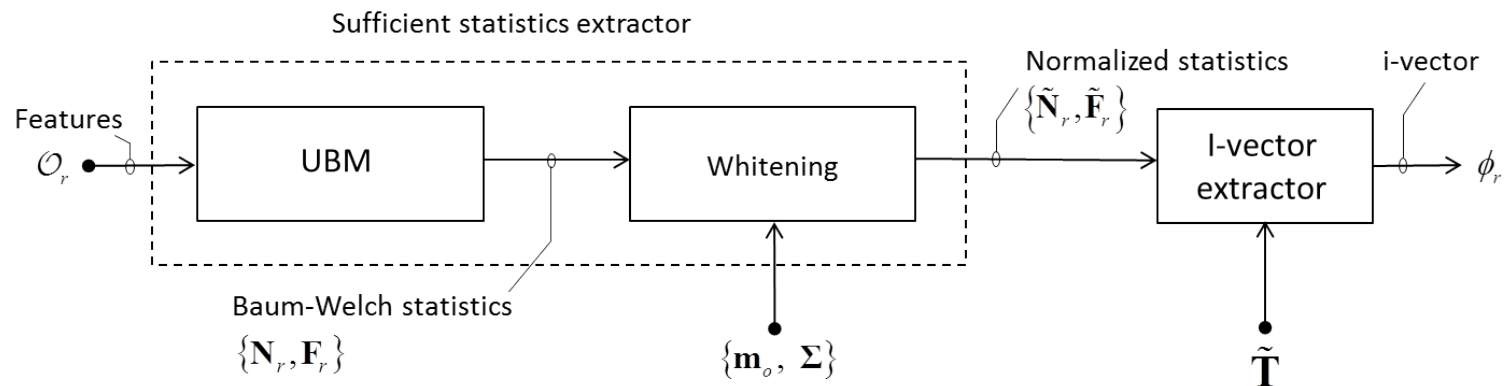 Sufficient statistics extractor
Normalized statistics
{Ñ_r, F̃_r}
i-vector
Features
𝒪_r
UBM
Whitening
I-vector
extractor
ϕ_r
Baum-Welch statistics
{N_r, F_r}
{m_o, Σ}
T̃